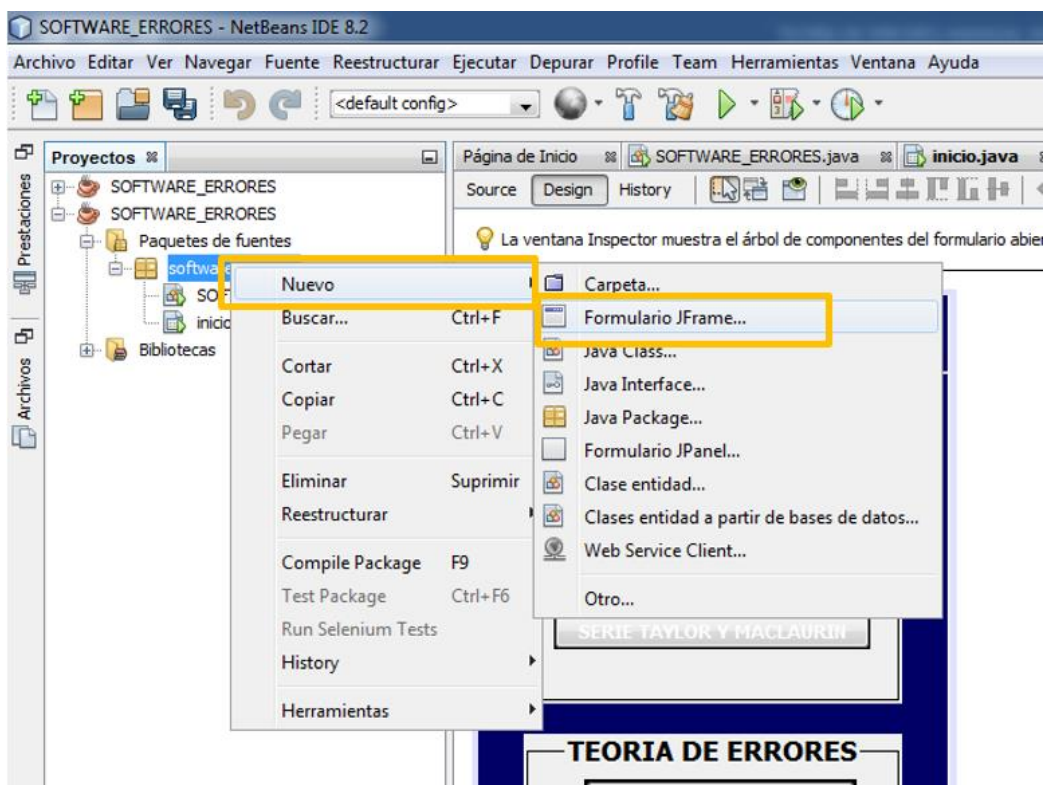 SOFTWARE_ERRORES - NetBeans IDE 8.2
Archivo Editar Ver Navegar Fuente Reestructurar Ejecutar Depurar Profile Team Herramientas Ventana Ayuda
<default config>
Prestaciones
Archivos
Proyectos
SOFTWARE_ERRORES
SOFTWARE_ERRORES
Paquetes de fuentes
software
SOF
inicio
Bibliotecas
Página de Inicio SOFTWARE_ERRORES.java inicio.java
Source Design History
La ventana Inspector muestra el árbol de componentes del formulario abier
Nuevo
Buscar... Ctrl+F
Cortar Ctrl+X
Copiar Ctrl+C
Pegar Ctrl+V
Eliminar Suprimir
Reestructurar
Compile Package F9
Test Package Ctrl+F6
Run Selenium Tests
History
Herramientas
Carpeta...
Formulario JFrame...
Java Class...
Java Interface...
Java Package...
Formulario JPanel...
Clase entidad...
Clases entidad a partir de bases de datos...
Web Service Client...
Otro...
SERIE TAYLOR Y MACLAURIN
TEORIA DE ERRORES